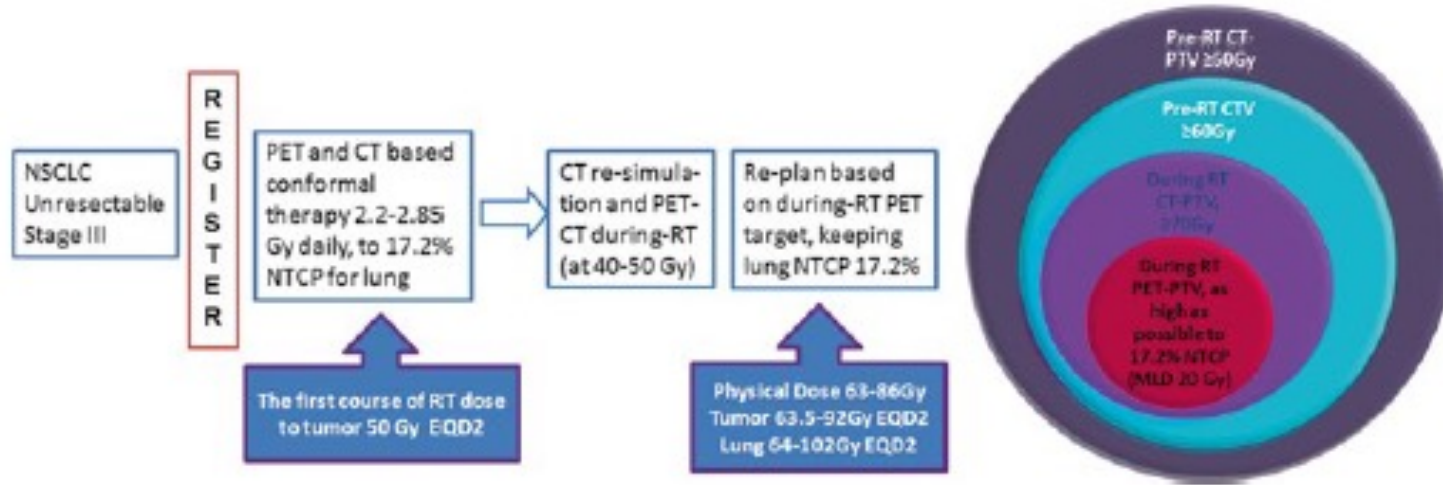 NSCLC
Unresectable
Stage III
REGISTER
PET and CT based
conformal
therapy 2.2-2.85
Gy daily, to 17.2%
NTCP for lung
CT re-simula-
tion and PET-
CT during-RT
(at 40-50 Gy)
Re-plan based
on during-RT PET
target, keeping
lung NTCP 17.2%
The first course of RT dose
to tumor 50 Gy EQD2
Physical Dose 63-86Gy
Tumor 63.5-92Gy EQD2
Lung 64-102Gy EQD2
Pre-RT CT-
PTV ≥50Gy
Pre-RT CTV
≥60Gy
During RT
CT-PTV,
≥70Gy
During RT
PET-PTV, as
high as
possible to
17.2% NTCP
(MLD 20 Gy)